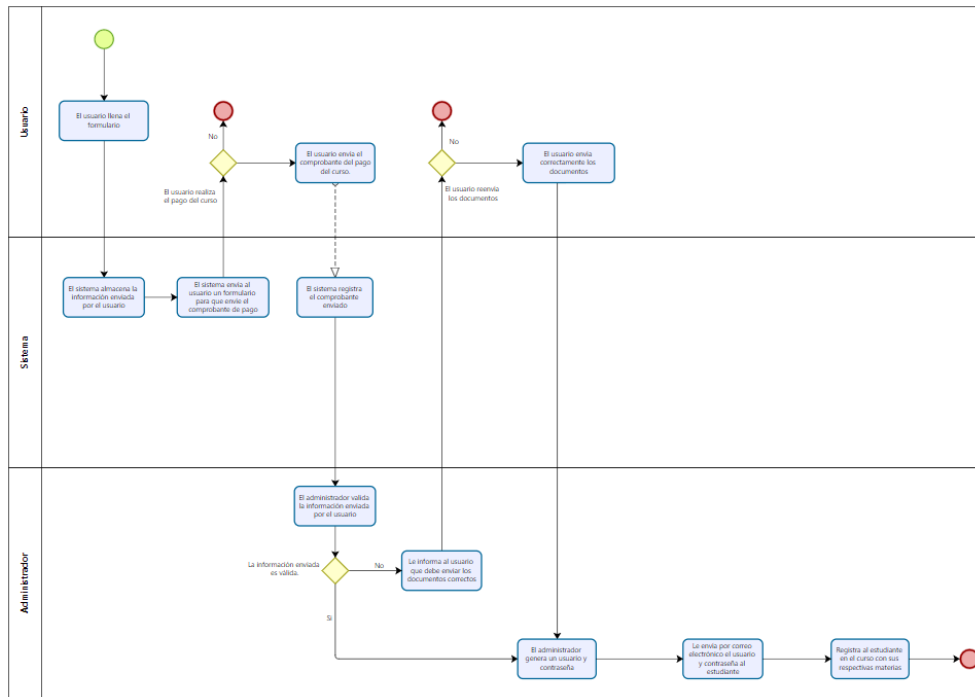 Usuario
El usuario llena el
formulario
No
El usuario realiza
el pago del curso
El usuario envía el
comprobante del pago
del curso.
No
El usuario reenvia
los documentos
El usuario envía
correctamente los
documentos
Sistema
El sistema almacena la
información enviada
por el usuario
El sistema envía al
usuario un formulario
para que envíe el
comprobante de pago
El sistema registra
el comprobante
enviado
Administrador
El administrador valida
la información enviada
por el usuario
La información enviada
es válida.
No
Le informa al usuario
que debe enviar los
documentos correctos
Si
El administrador
genera un usuario y
contraseña
Le envía por correo
electrónico el usuario
y contraseña al
estudiante
Registra al estudiante
en el curso con sus
respectivas materias